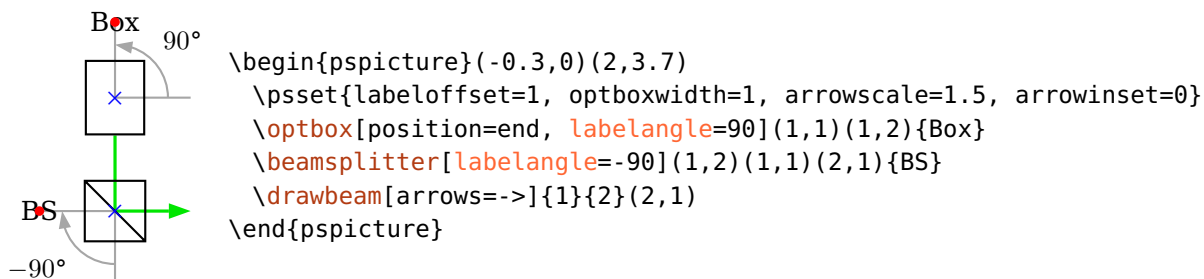 Box
90°
BS
−90°
\begin{pspicture}(-0.3,0)(2,3.7)
  \psset{labeloffset=1, optboxwidth=1, arrowscale=1.5, arrowinset=0}
  \optbox[position=end, labelangle=90](1,1)(1,2){Box}
  \beamsplitter[labelangle=-90](1,2)(1,1)(2,1){BS}
  \drawbeam[arrows=->]{1}{2}(2,1)
\end{pspicture}